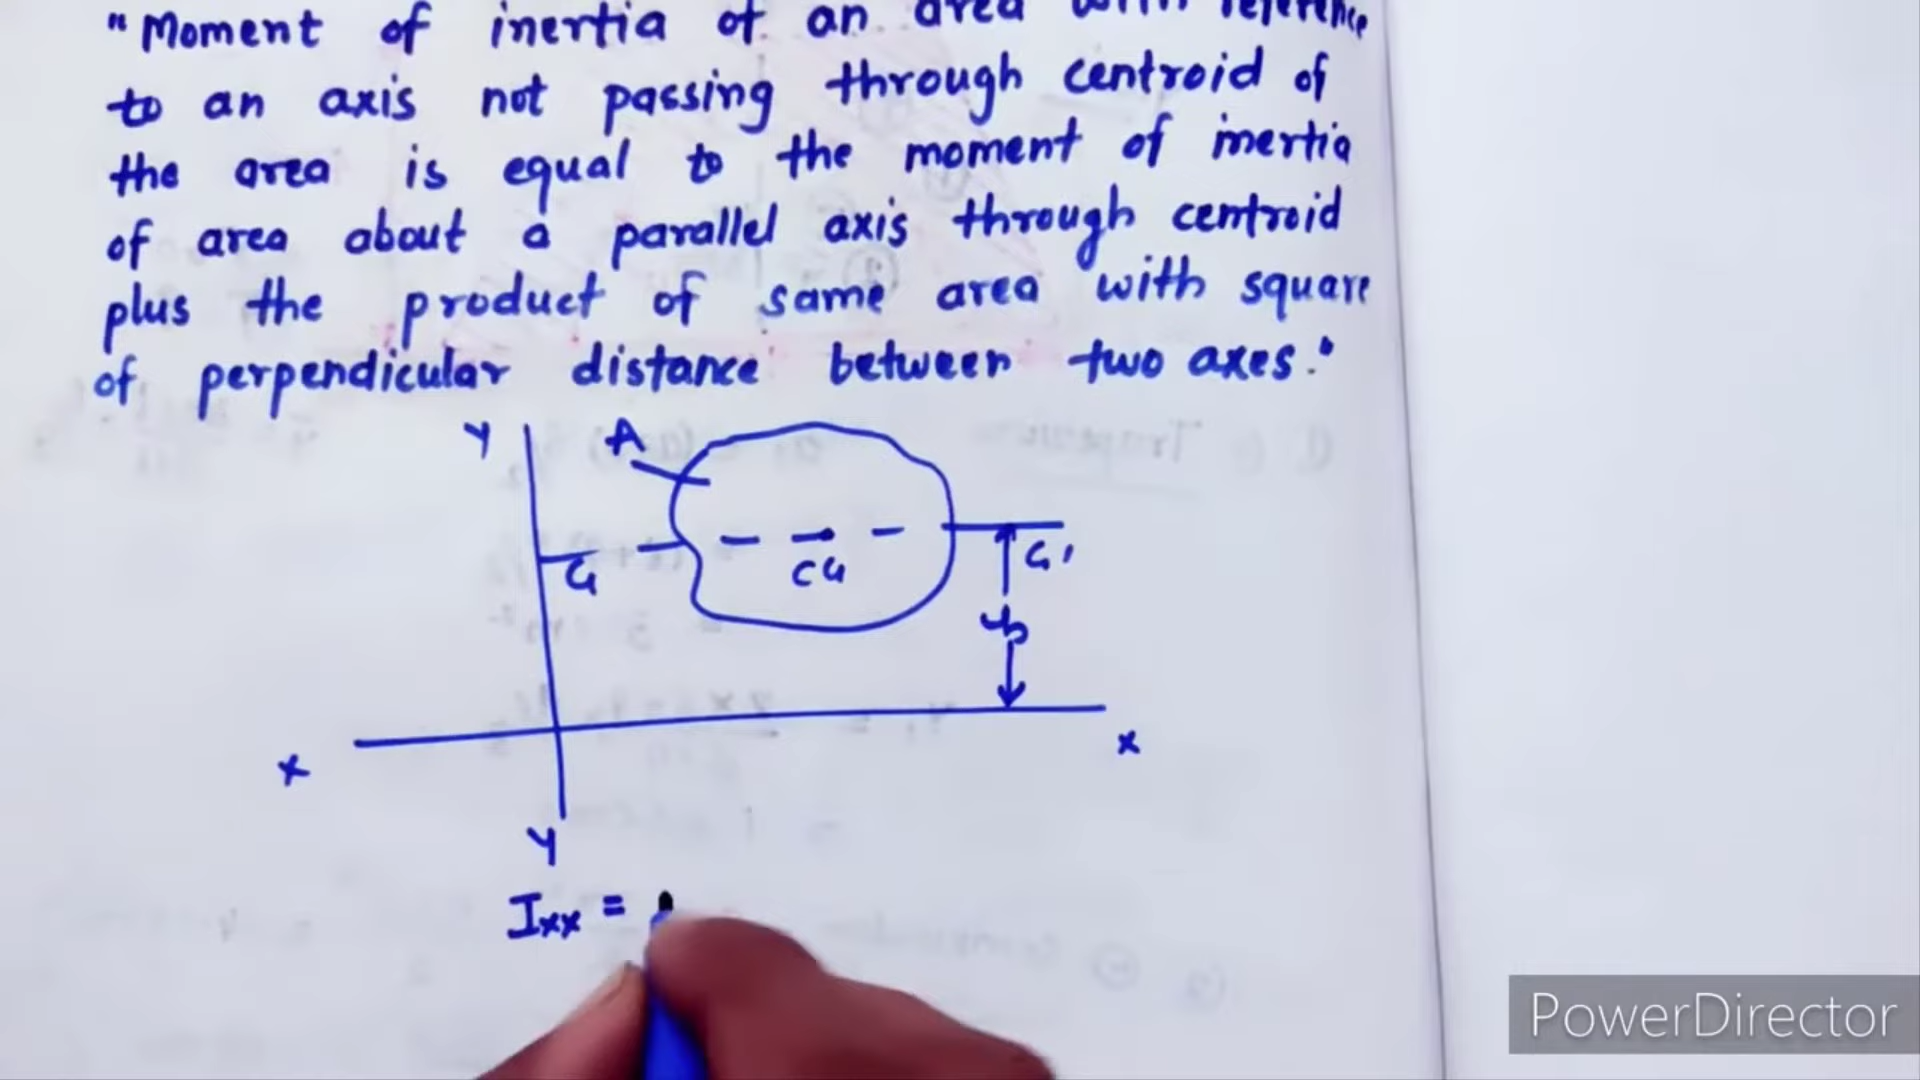 "Moment of inertia of an area with reference
to an axis not passing through centroid of
the area is equal to the moment of inertia
of area about a parallel axis through centroid
plus the product of same area with square
of perpendicular distance between two axes."
Y
A
G
CG
G1
X
X
Y
Ixx =
PowerDirector